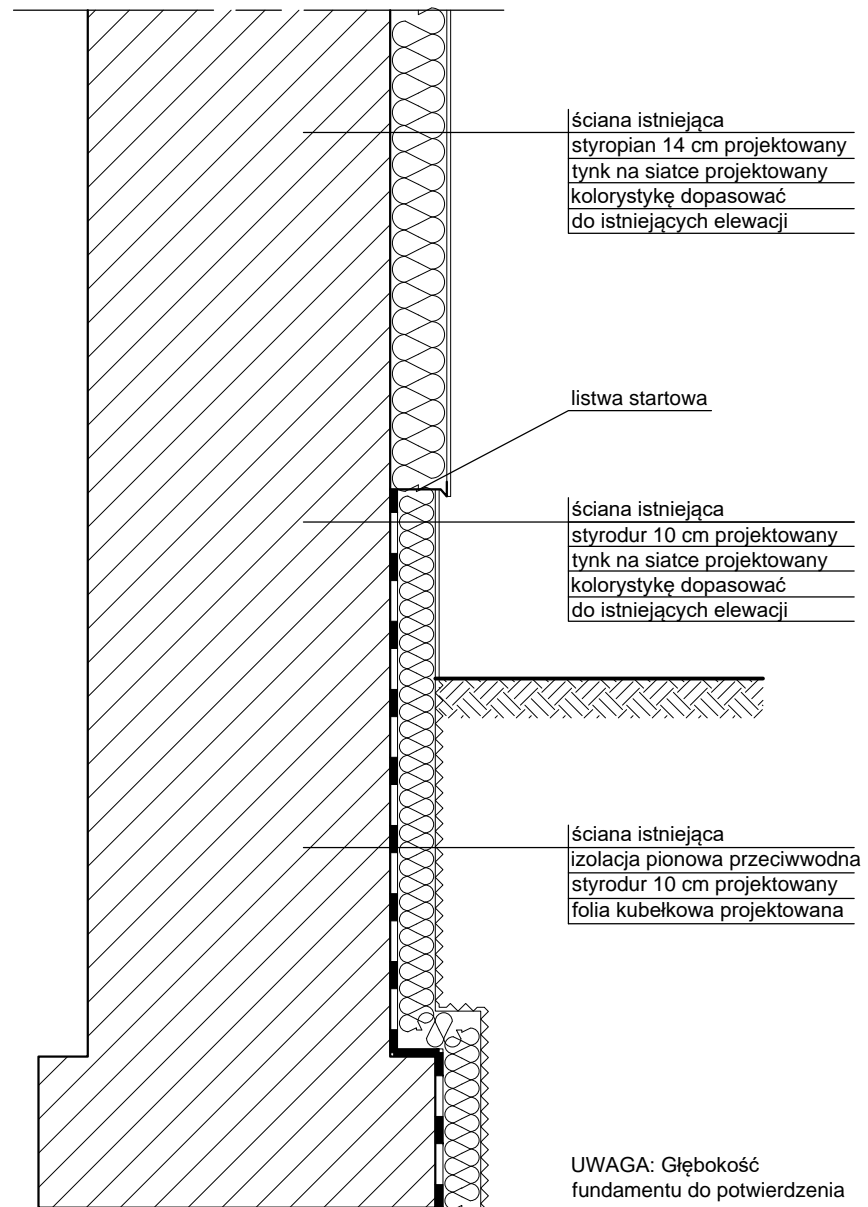 ściana istniejąca
styropian 14 cm projektowany
tynk na siatce projektowany
kolorystykę dopasować
do istniejących elewacji
listwa startowa
ściana istniejąca
styrodur 10 cm projektowany
tynk na siatce projektowany
kolorystykę dopasować
do istniejących elewacji
ściana istniejąca
izolacja pionowa przeciwwodna
styrodur 10 cm projektowany
folia kubełkowa projektowana
UWAGA: Głębokość
fundamentu do potwierdzenia